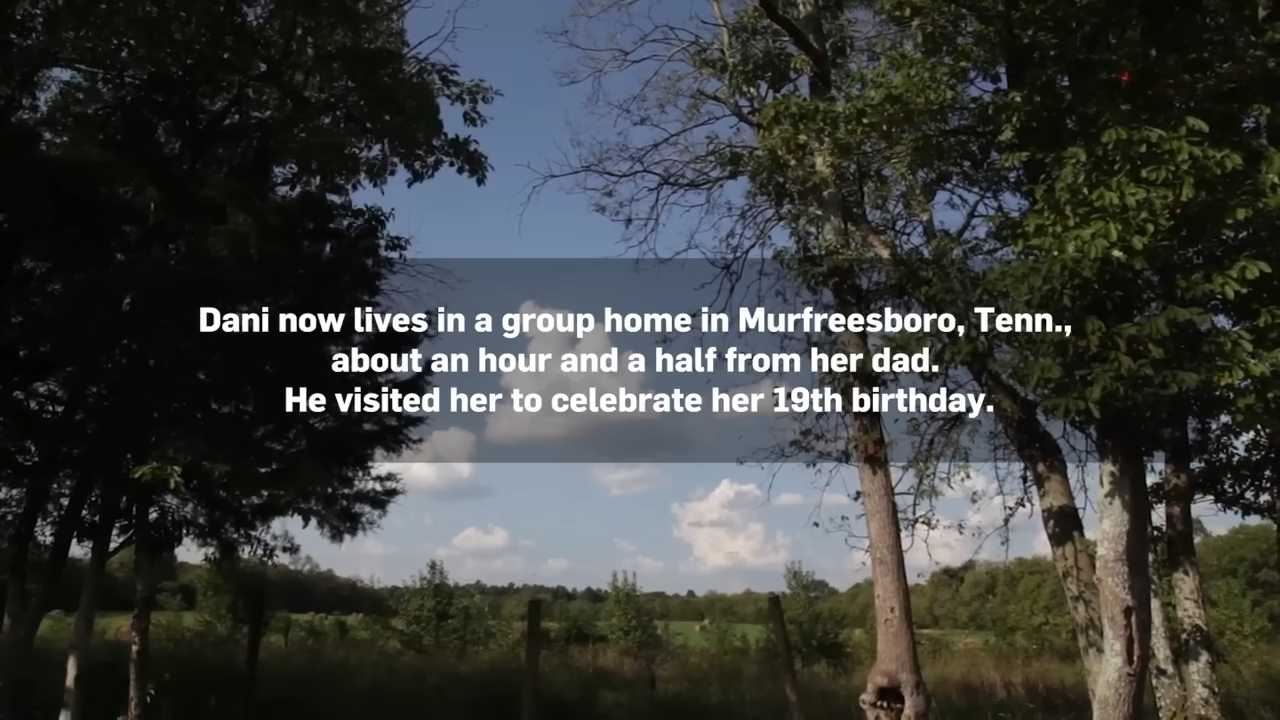 Dani now lives in a group home in Murfreesboro, Tenn.,
about an hour and a half from her dad.
He visited her to celebrate her 19th birthday.